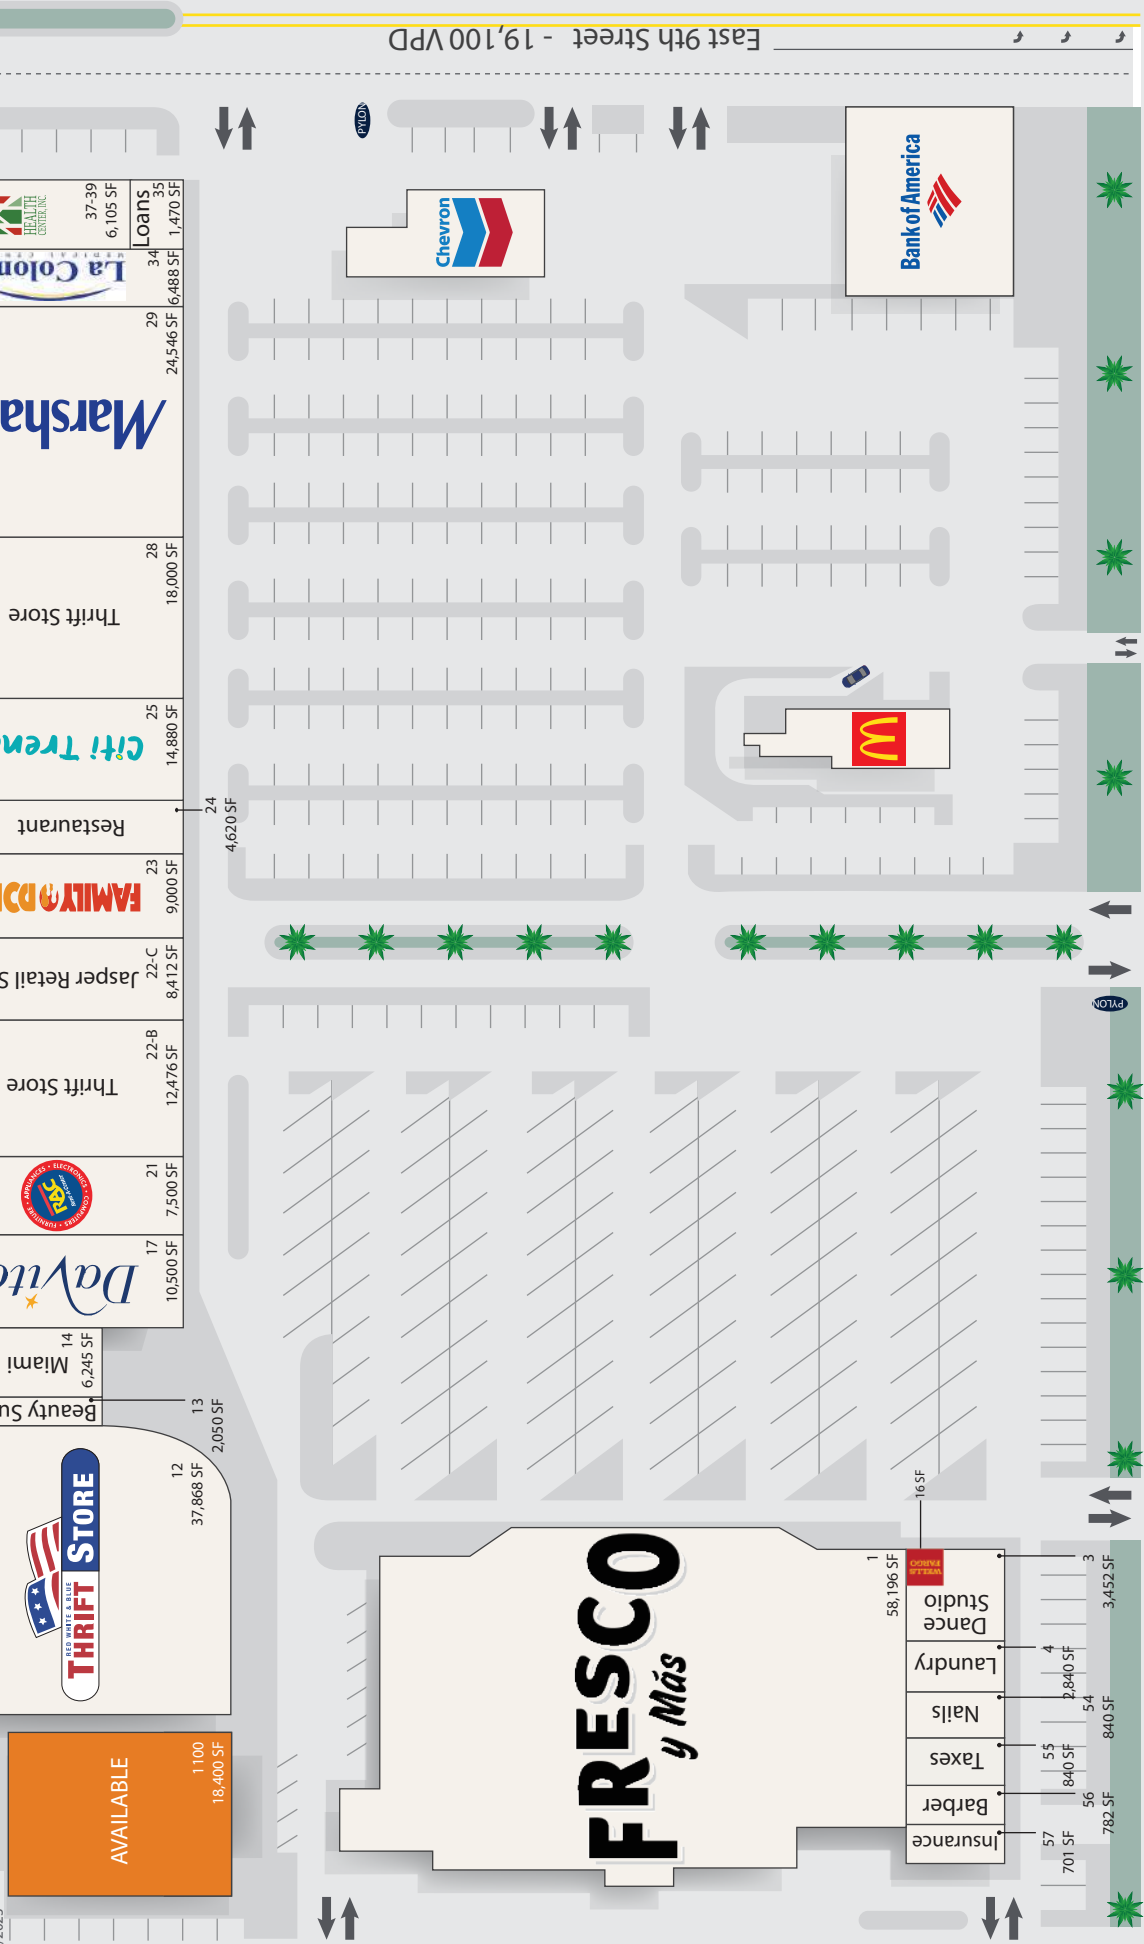 East 9th Street - 19,100 VPD
PYLON
HEALTH
CENTER, INC.
37-39
6,105 SF
Loans
35
1,470 SF
La Colon
34
6,488 SF
Marsha
29
24,546 SF
Thrift Store
28
18,000 SF
Citi Tren
25
14,880 SF
Restaurant
24
4,620 SF
FAMILY DO
23
9,000 SF
Jasper Retail S
22-C
8,412 SF
Thrift Store
22-B
12,476 SF
APPLIANCES • ELECTRONICS • COMPUTERS • FURNITURE •
RAC
21
7,500 SF
DaVita
17
10,500 SF
Miami
14
6,245 SF
Beauty Su
13
2,050 SF
RED WHITE & BLUE
THRIFT STORE
12
37,868 SF
AVAILABLE
1100
18,400 SF
Chevron
Bank of America
PYLON
FRESCO
y Más
1
58,196 SF
WELLS
FARGO
16 SF
Dance
Studio
3
3,452 SF
Laundry
4
2,840 SF
Nails
54
840 SF
Taxes
55
840 SF
Barber
56
782 SF
Insurance
57
701 SF